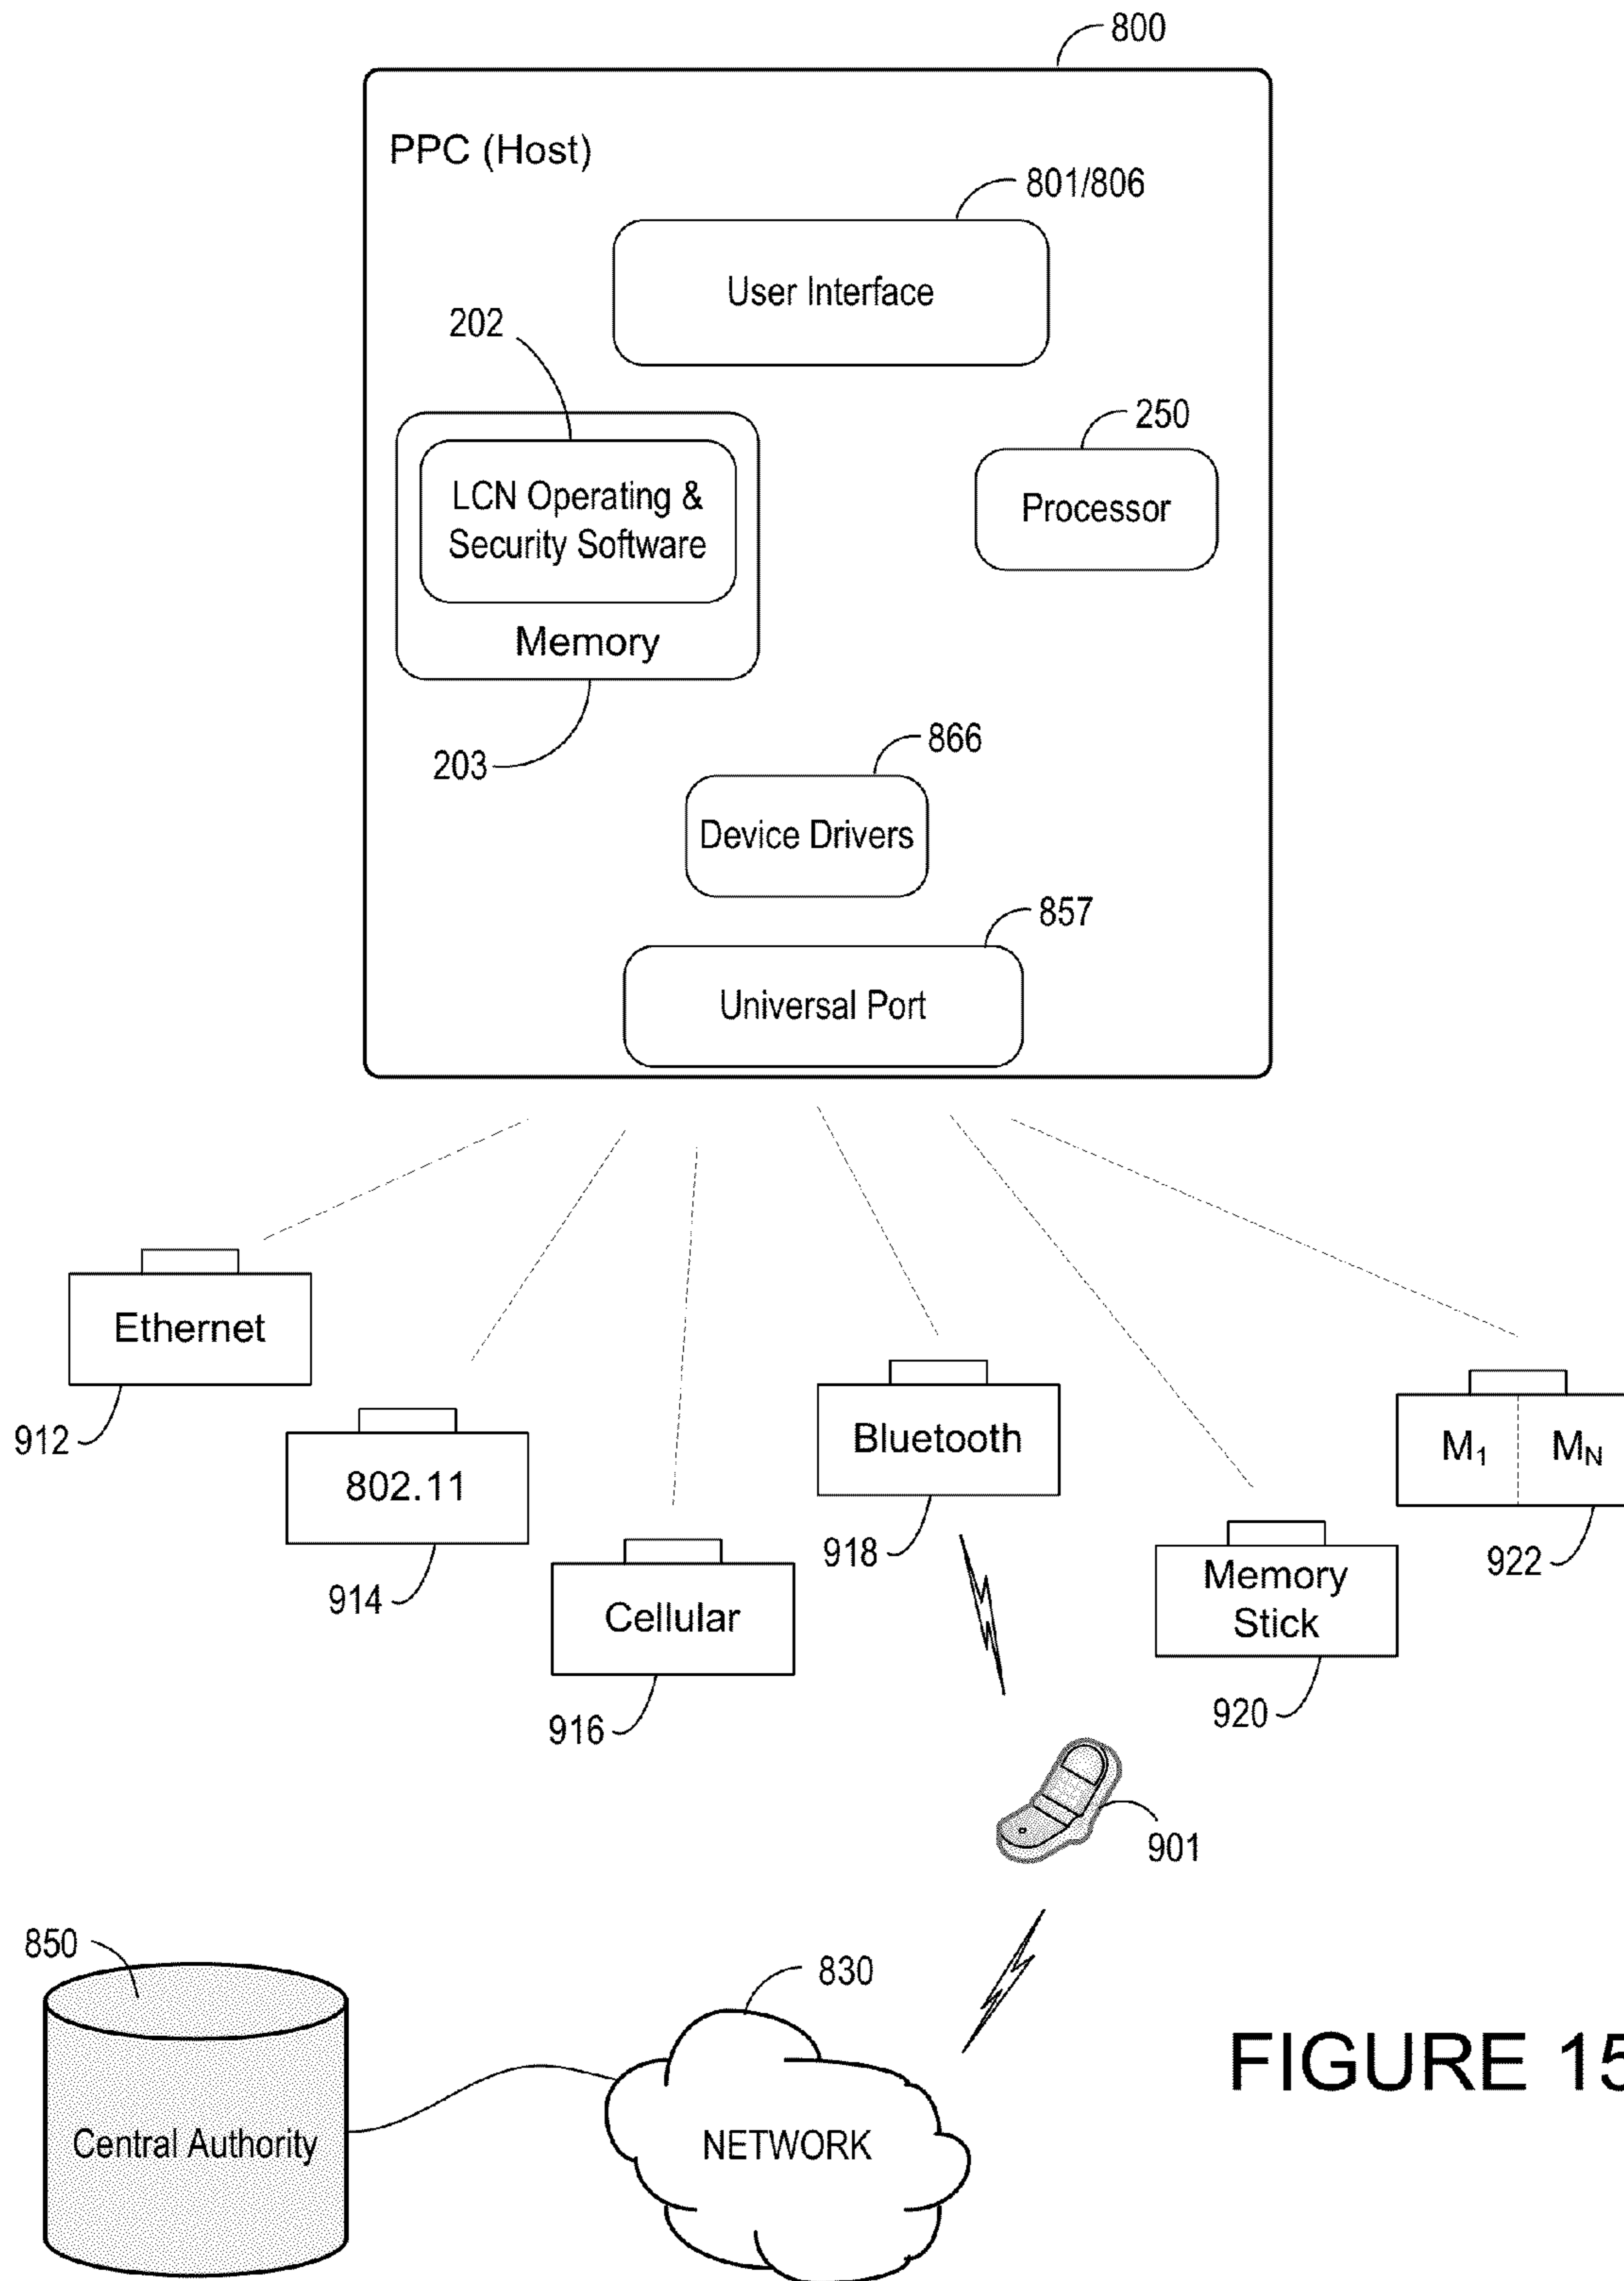 800
PPC (Host)
801/806
User Interface
202
250
LCN Operating &
Security Software
Processor
Memory
203
866
Device Drivers
857
Universal Port
Ethernet
912
802.11
914
Cellular
916
Bluetooth
918
Memory
Stick
920
M₁ M_N
922
901
850
Central Authority
830
NETWORK
FIGURE 15